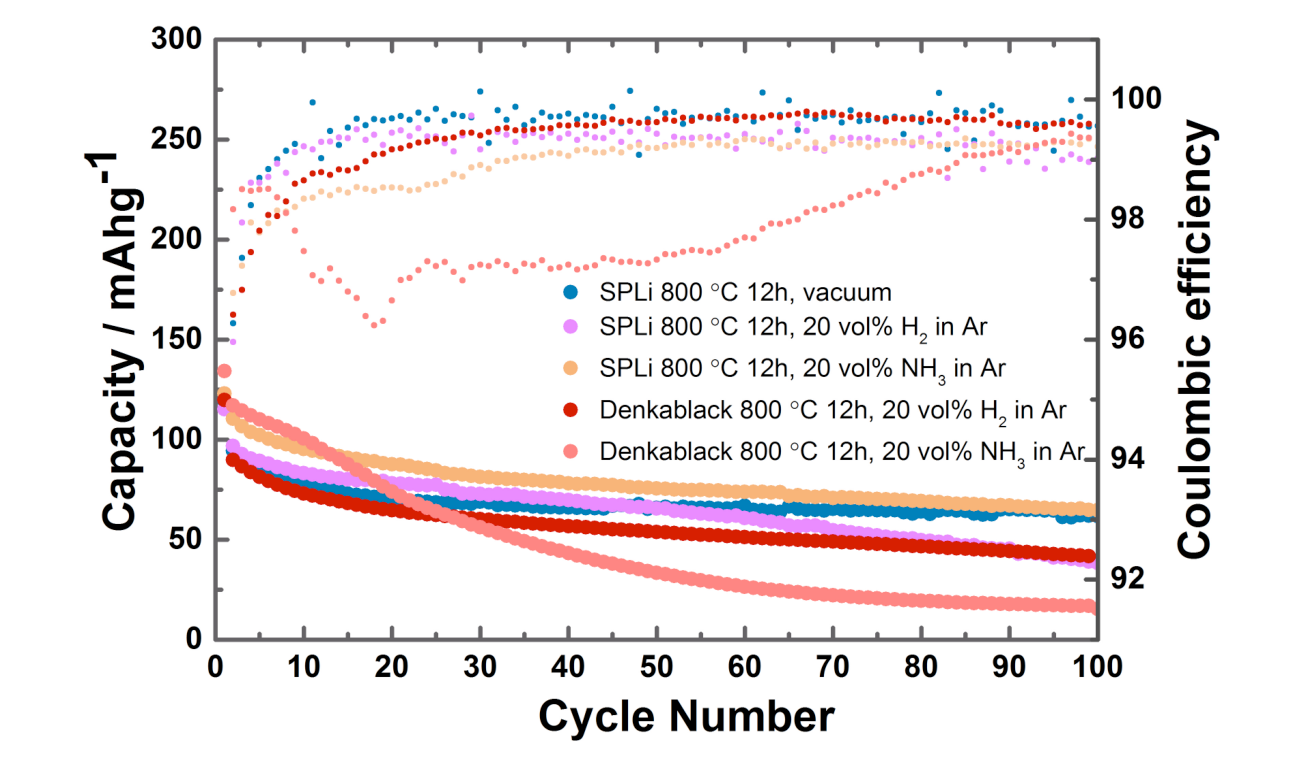 300
250
200
150
100
50
0
Capacity / mAhg⁻¹
100
98
96
94
92
Coulombic efficiency
SPLi 800 °C 12h, vacuum
SPLi 800 °C 12h, 20 vol% H₂ in Ar
SPLi 800 °C 12h, 20 vol% NH₃ in Ar
Denkablack 800 °C 12h, 20 vol% H₂ in Ar
Denkablack 800 °C 12h, 20 vol% NH₃ in Ar
0 10 20 30 40 50 60 70 80 90 100
Cycle Number